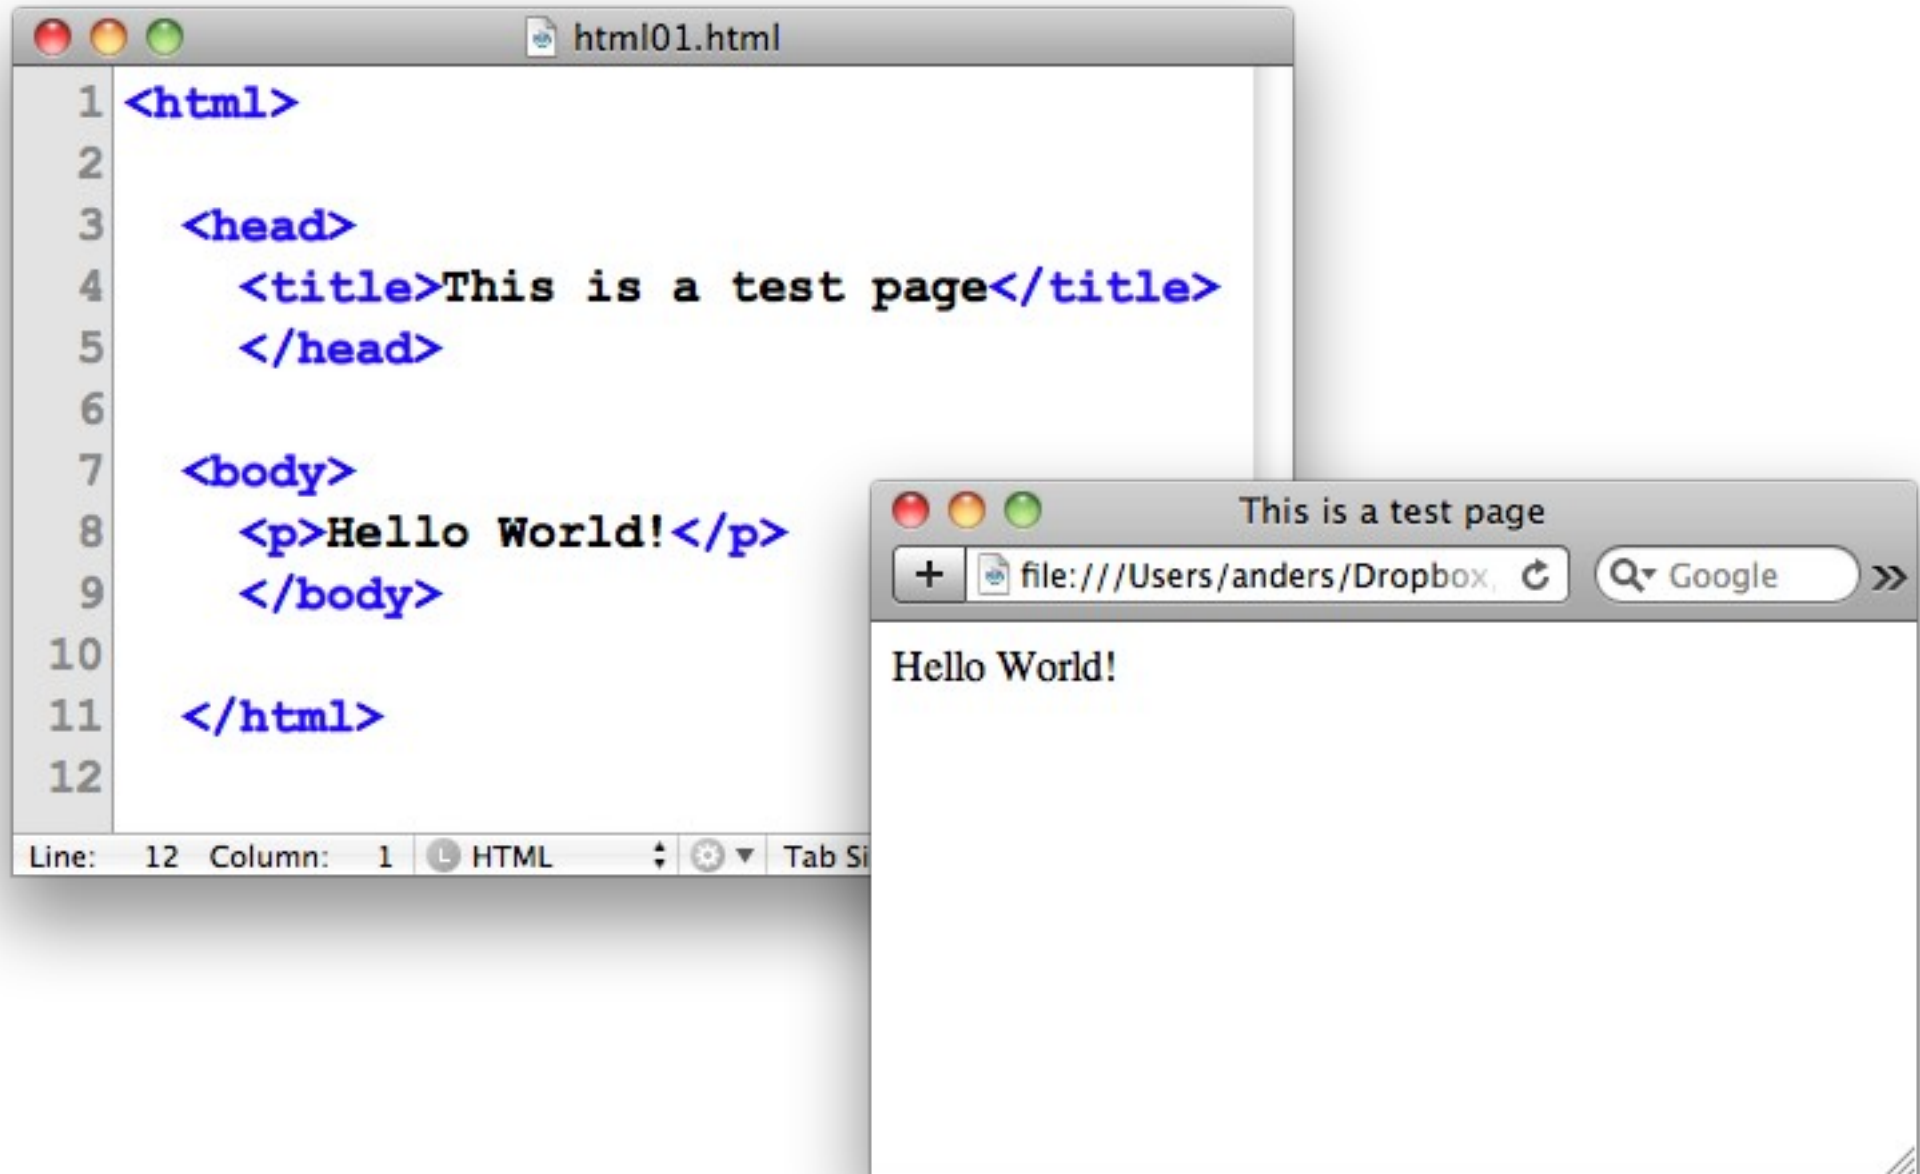 html01.html
1 <html>
2
3 <head>
4 <title>This is a test page</title>
5 </head>
6
7 <body>
8 <p>Hello World!</p>
9 </body>
10
11 </html>
12
Line: 12 Column: 1 L HTML Tab Si
This is a test page
+ file:///Users/anders/Dropbox Google »
Hello World!